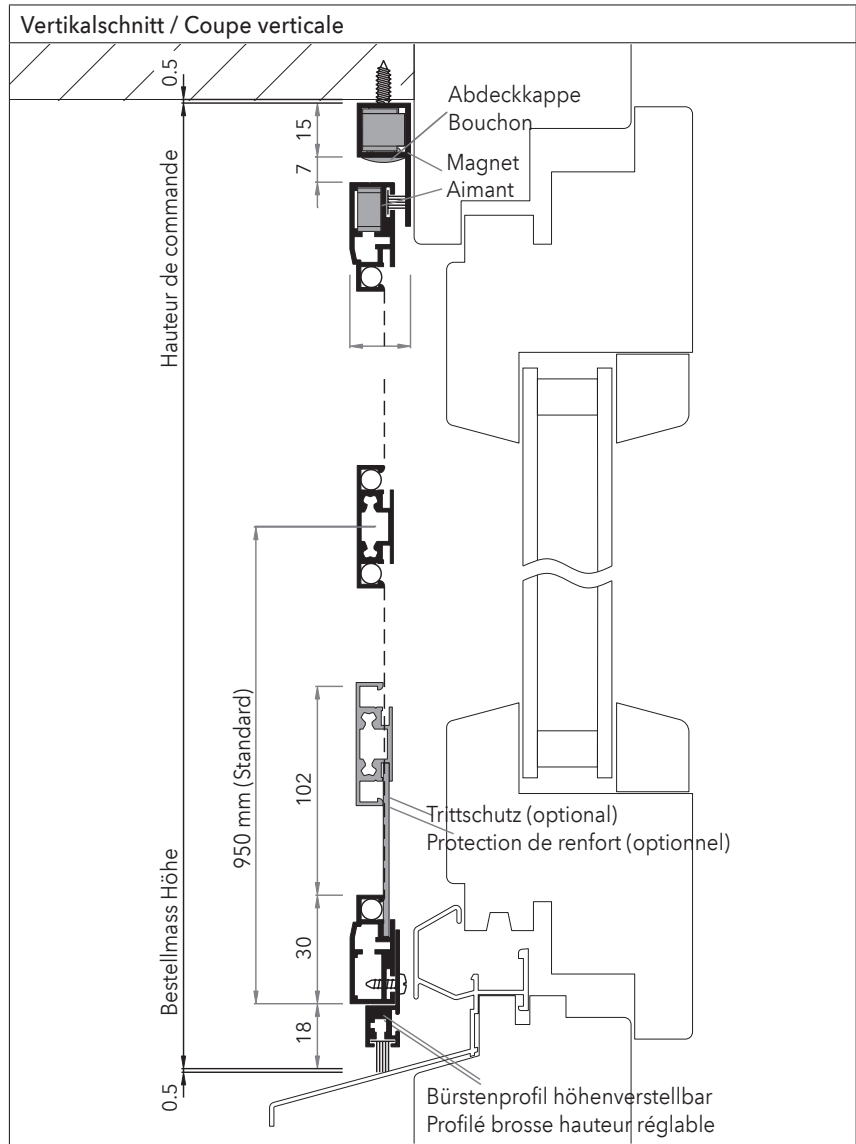 Vertikalschnitt / Coupe verticale
0.5
15
7
Abdeckkappe
Bouchon
Magnet
Aimant
Hauteur de commande
950 mm (Standard)
102
Trittschutz (optional)
Protection de renfort (optionnel)
Bestellmass Höhe
30
18
0.5
Bürstenprofil höhenverstellbar
Profilé brosse hauteur réglable